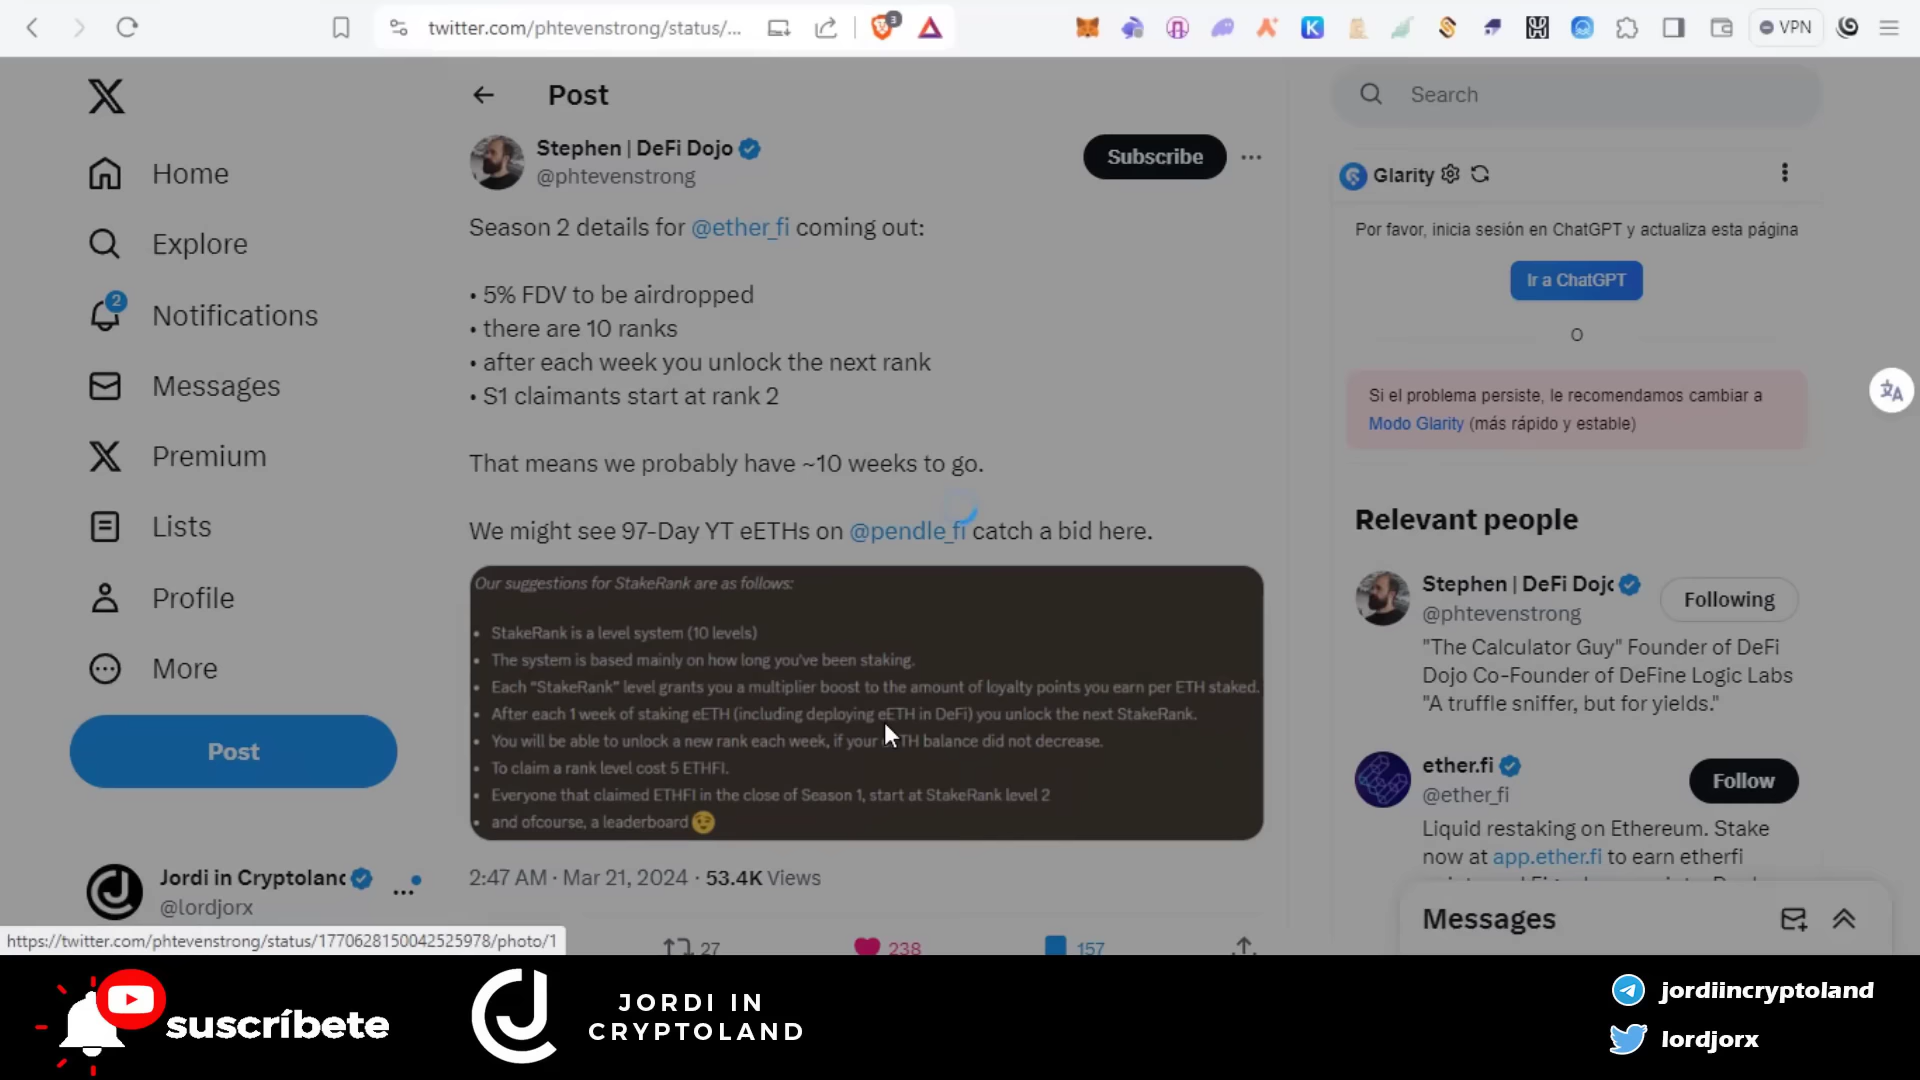 twitter.com/phtevenstrong/status/...
3
VPN
Home
Explore
2
Notifications
Messages
Premium
Lists
Profile
More
Post
Jordi in Cryptoland
@lordjorx
Post
Stephen | DeFi Dojo
@phtevenstrong
Subscribe
Season 2 details for @ether_fi coming out:
• 5% FDV to be airdropped
• there are 10 ranks
• after each week you unlock the next rank
• S1 claimants start at rank 2
That means we probably have ~10 weeks to go.
We might see 97-Day YT eETHs on @pendle_fi catch a bid here.
Our suggestions for StakeRank are as follows:
• StakeRank is a level system (10 levels)
• The system is based mainly on how long you've been staking.
• Each "StakeRank" level grants you a multiplier boost to the amount of loyalty points you earn per ETH staked.
• After each 1 week of staking eETH (including deploying eETH in DeFi) you unlock the next StakeRank.
• You will be able to unlock a new rank each week, if your eETH balance did not decrease.
• To claim a rank level cost 5 ETHFI.
• Everyone that claimed ETHFI in the close of Season 1, start at StakeRank level 2
• and ofcourse, a leaderboard
2:47 AM · Mar 21, 2024 · 53.4K Views
27
238
157
Search
Glarity
Por favor, inicia sesión en ChatGPT y actualiza esta página
Ir a ChatGPT
O
Si el problema persiste, le recomendamos cambiar a
Modo Glarity (más rápido y estable)
Relevant people
Stephen | DeFi Dojo
@phtevenstrong
Following
"The Calculator Guy" Founder of DeFi
Dojo Co-Founder of DeFine Logic Labs
"A truffle sniffer, but for yields."
ether.fi
@ether_fi
Follow
Liquid restaking on Ethereum. Stake
now at app.ether.fi to earn etherfi
Messages
https://twitter.com/phtevenstrong/status/1770628150042525978/photo/1
suscríbete
JORDI IN
CRYPTOLAND
jordiincryptoland
lordjorx